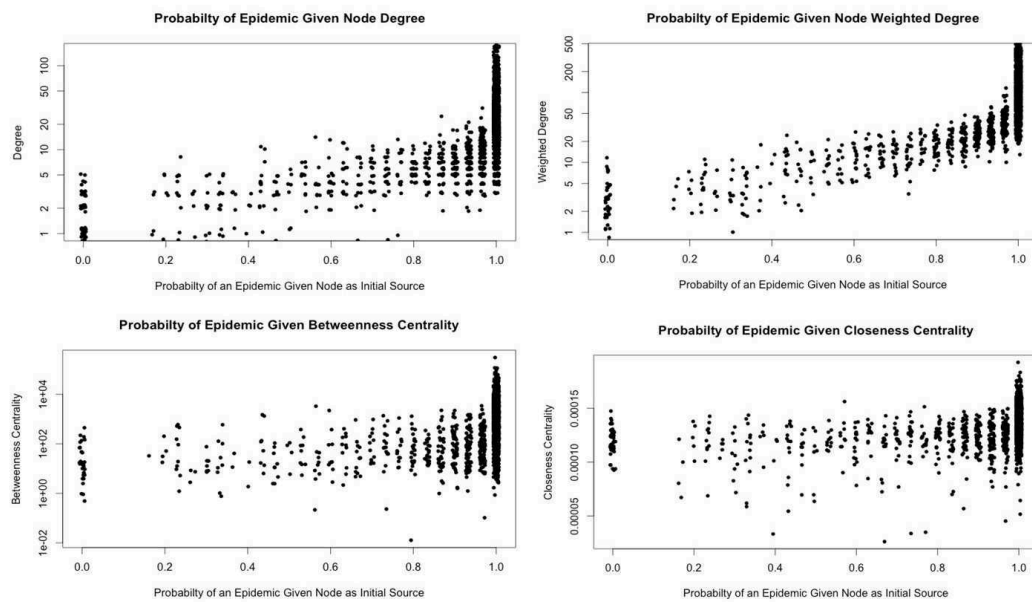 Probabilty of Epidemic Given Node Degree
Degree
100
50
20
10
5
2
1
0.0 0.2 0.4 0.6 0.8 1.0
Probabilty of an Epidemic Given Node as Initial Source
Probabilty of Epidemic Given Node Weighted Degree
Weighted Degree
500
200
50
20
10
5
2
1
0.0 0.2 0.4 0.6 0.8 1.0
Probabilty of an Epidemic Given Node as Initial Source
Probabilty of Epidemic Given Betweenness Centrality
Betweenness Centrality
1e+04
1e+02
1e+00
1e-02
0.0 0.2 0.4 0.6 0.8 1.0
Probabilty of an Epidemic Given Node as Initial Source
Probabilty of Epidemic Given Closeness Centrality
Closeness Centrality
0.00015
0.00010
0.00005
0.0 0.2 0.4 0.6 0.8 1.0
Probabilty of an Epidemic Given Node as Initial Source